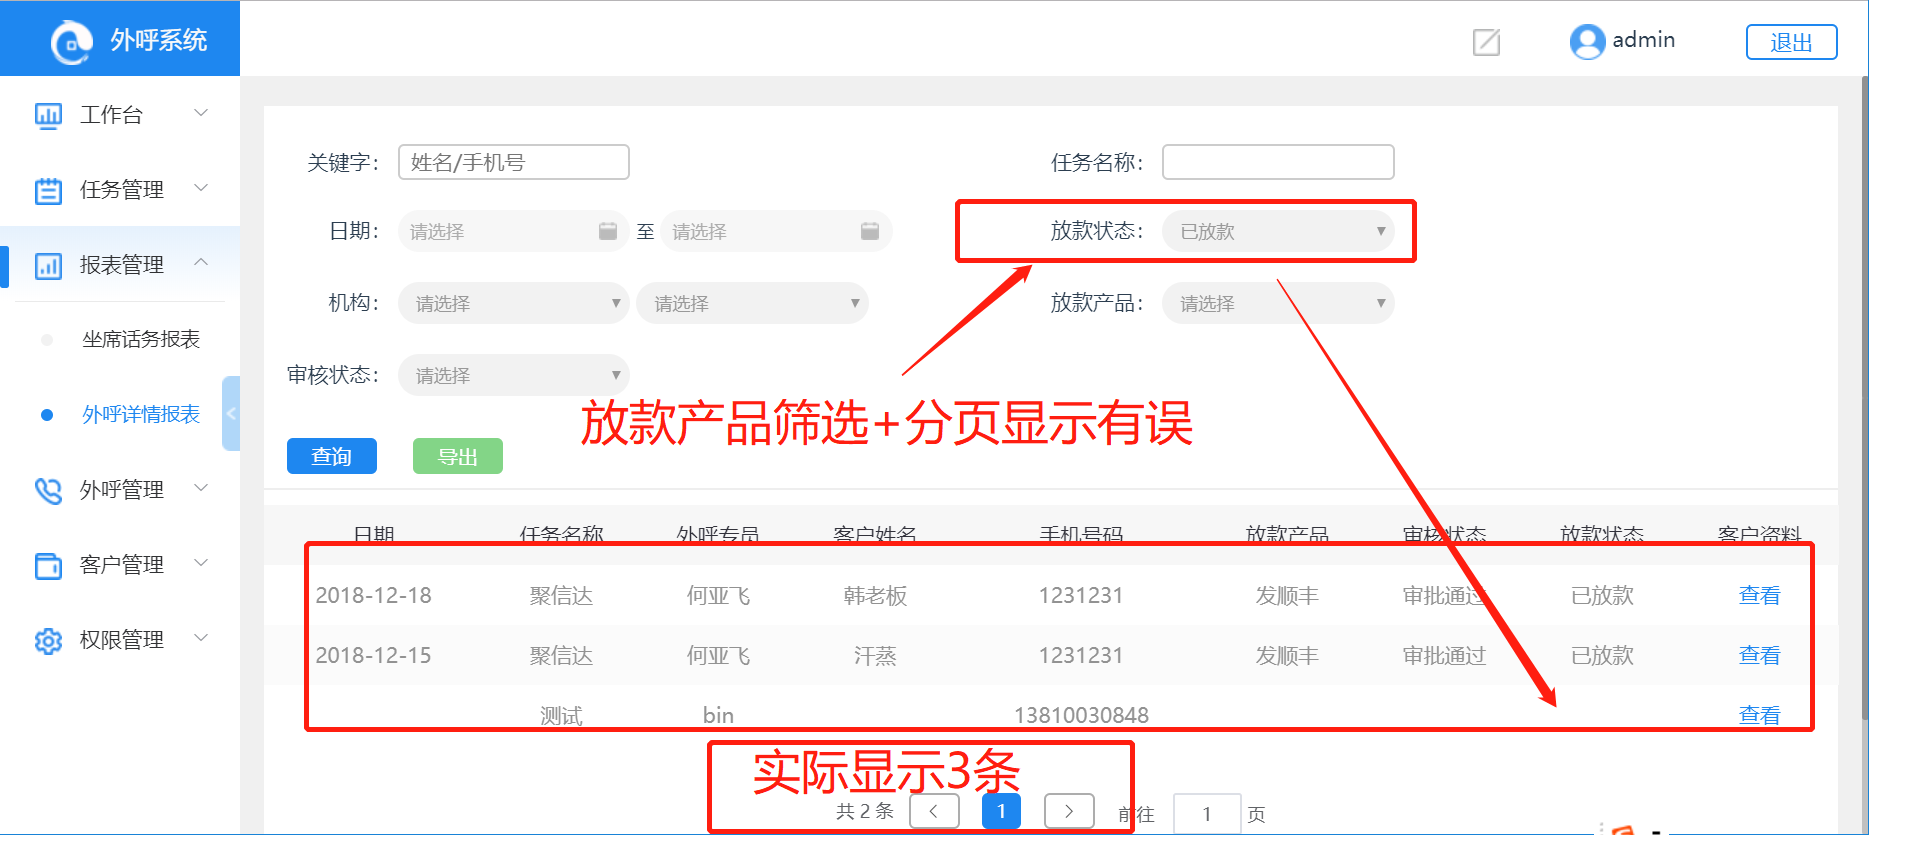 外呼系统
admin
退出
工作台
任务管理
报表管理
坐席话务报表
外呼详情报表
外呼管理
客户管理
权限管理
关键字： 姓名/手机号
任务名称：
日期： 请选择 至 请选择
放款状态： 已放款
机构： 请选择 请选择
放款产品： 请选择
审核状态： 请选择
放款产品筛选+分页显示有误
查询 导出
日期 任务名称 外呼专员 客户姓名 手机号码 放款产品 审核状态 放款状态 客户资料
2018-12-18 聚信达 何亚飞 韩老板 1231231 发顺丰 审批通过 已放款 查看
2018-12-15 聚信达 何亚飞 汗蒸 1231231 发顺丰 审批通过 已放款 查看
测试 bin 13810030848 查看
实际显示3条
共 2 条 1 前往 1 页